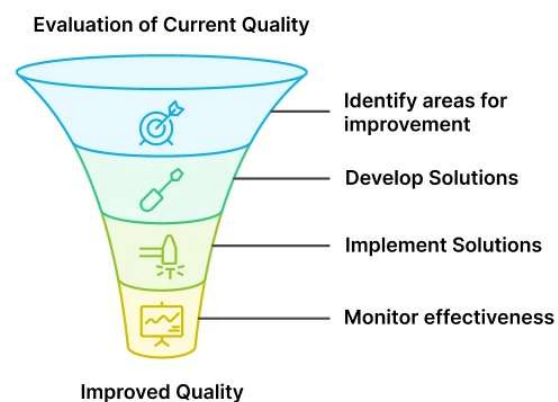 Evaluation of Current Quality
Identify areas for
improvement
Develop Solutions
Implement Solutions
Monitor effectiveness
Improved Quality